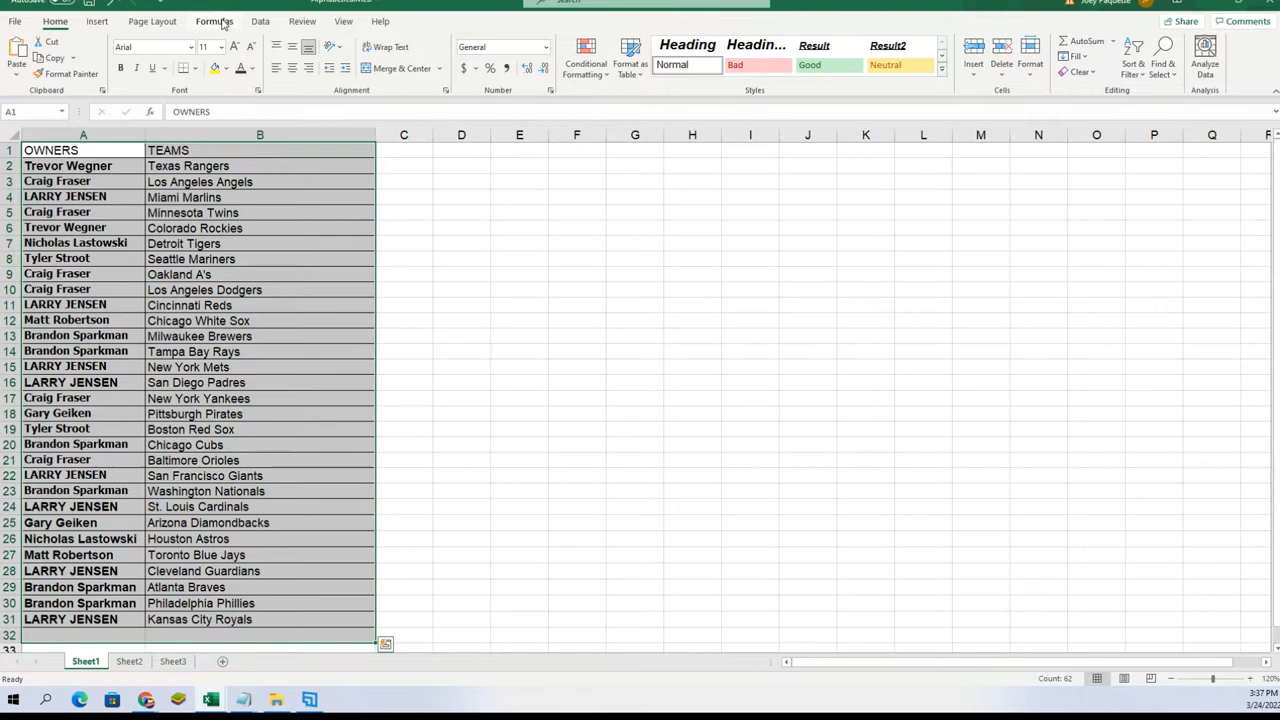 Search
Joey Paquette
File Home Insert Page Layout Formulas Data Review View Help Share Comments
Paste Cut Copy Format Painter Clipboard
Arial 11 B I U Font
Wrap Text Merge & Center Alignment
General $ % Number
Conditional Formatting Format as Table
Heading Headin... Result Result2
Normal Bad Good Neutral Styles
Insert Delete Format Cells
AutoSum Fill Clear Sort & Filter Find & Select Editing
Analyze Data Analysis
A1 fx OWNERS
A B C D E F G H I J K L M N O P Q
1 OWNERS TEAMS
2 Trevor Wegner Texas Rangers
3 Craig Fraser Los Angeles Angels
4 LARRY JENSEN Miami Marlins
5 Craig Fraser Minnesota Twins
6 Trevor Wegner Colorado Rockies
7 Nicholas Lastowski Detroit Tigers
8 Tyler Stroot Seattle Mariners
9 Craig Fraser Oakland A's
10 Craig Fraser Los Angeles Dodgers
11 LARRY JENSEN Cincinnati Reds
12 Matt Robertson Chicago White Sox
13 Brandon Sparkman Milwaukee Brewers
14 Brandon Sparkman Tampa Bay Rays
15 LARRY JENSEN New York Mets
16 LARRY JENSEN San Diego Padres
17 Craig Fraser New York Yankees
18 Gary Geiken Pittsburgh Pirates
19 Tyler Stroot Boston Red Sox
20 Brandon Sparkman Chicago Cubs
21 Craig Fraser Baltimore Orioles
22 LARRY JENSEN San Francisco Giants
23 Brandon Sparkman Washington Nationals
24 LARRY JENSEN St. Louis Cardinals
25 Gary Geiken Arizona Diamondbacks
26 Nicholas Lastowski Houston Astros
27 Matt Robertson Toronto Blue Jays
28 LARRY JENSEN Cleveland Guardians
29 Brandon Sparkman Atlanta Braves
30 Brandon Sparkman Philadelphia Phillies
31 LARRY JENSEN Kansas City Royals
32
33
Sheet1 Sheet2 Sheet3
Ready Count: 62 120%
3:37 PM